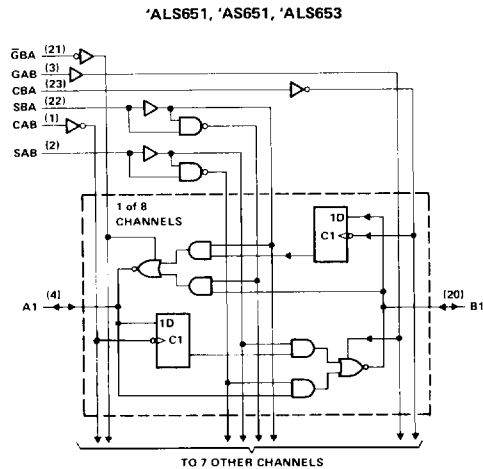 'ALS651, 'AS651, 'ALS653
G̅BA (21)
GAB (3)
CBA (23)
SBA (22)
CAB (1)
SAB (2)
1 of 8
CHANNELS
1D
C1
A1 (4)
(20) B1
1D
C1
TO 7 OTHER CHANNELS